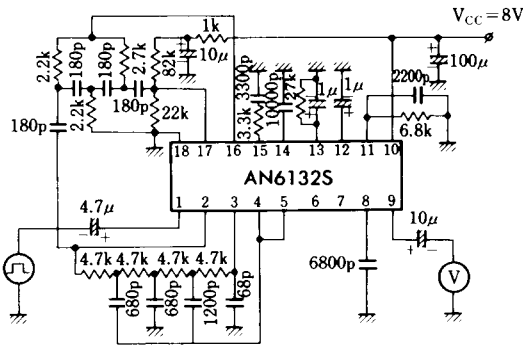 V_CC = 8V
1k
2.2k
180p
180p
2.7k
82k
10μ
180p
2.2k
22k
180p
3300p
3.3k
10000p
27k
1μ
1μ
2200p
6.8k
100μ
18 17 16 15 14 13 12 11 10
AN6132S
1 2 3 4 5 6 7 8 9
4.7μ
+
−
10μ
+
−
V
4.7k 4.7k 4.7k 4.7k
680p
680p
1200p
68p
6800p